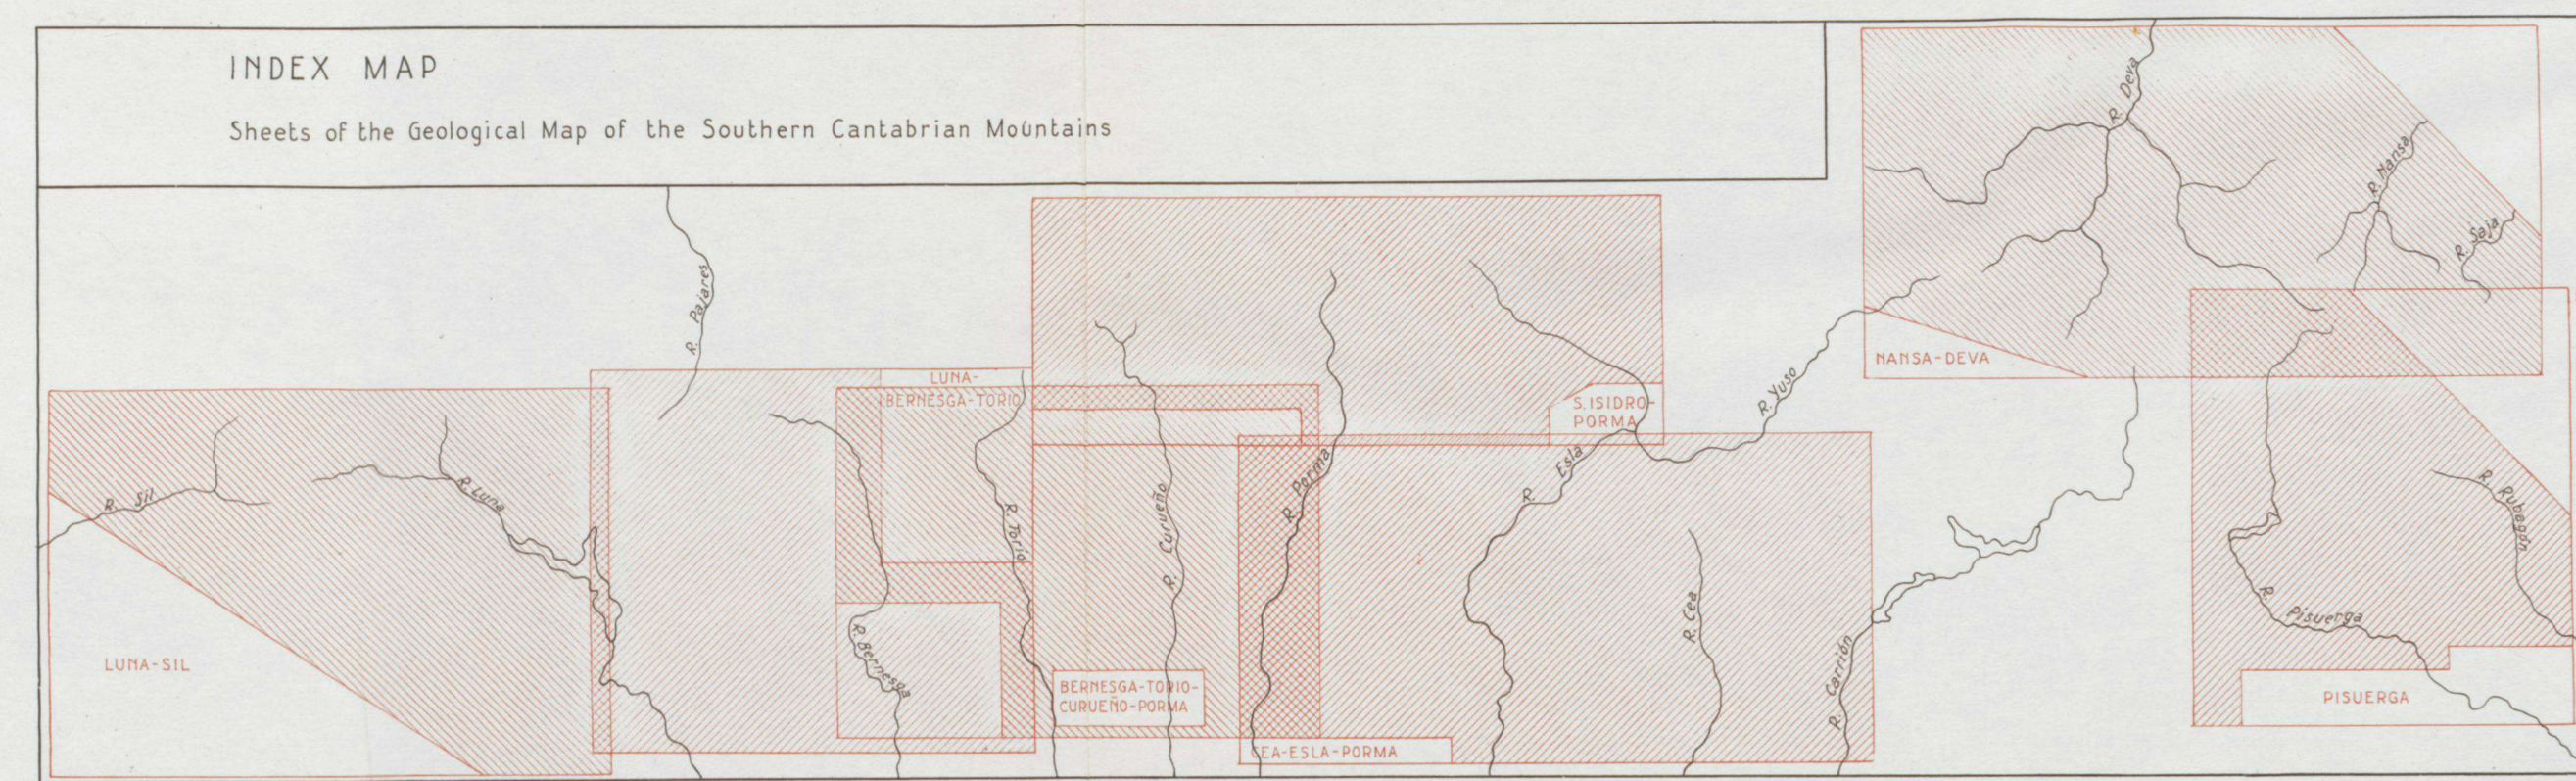 INDEX MAP
Sheets of the Geological Map of the Southern Cantabrian Mountains
R. Deva
R. Nansa
R. Saja
R. Pajares
NANSA-DEVA
LUNA-
BERNESGA-TORIO
S. ISIDRO-
PORMA
R. Yuso
R. Sil
R. Luna
R. Torío
R. Curueño
R. Porma
R. Esla
R. Rubagón
R. Cea
R. Bernesga
R. Carrión
R. Pisuerga
LUNA-SIL
BERNESGA-TORIO-
CURUEÑO-PORMA
PISUERGA
CEA-ESLA-PORMA